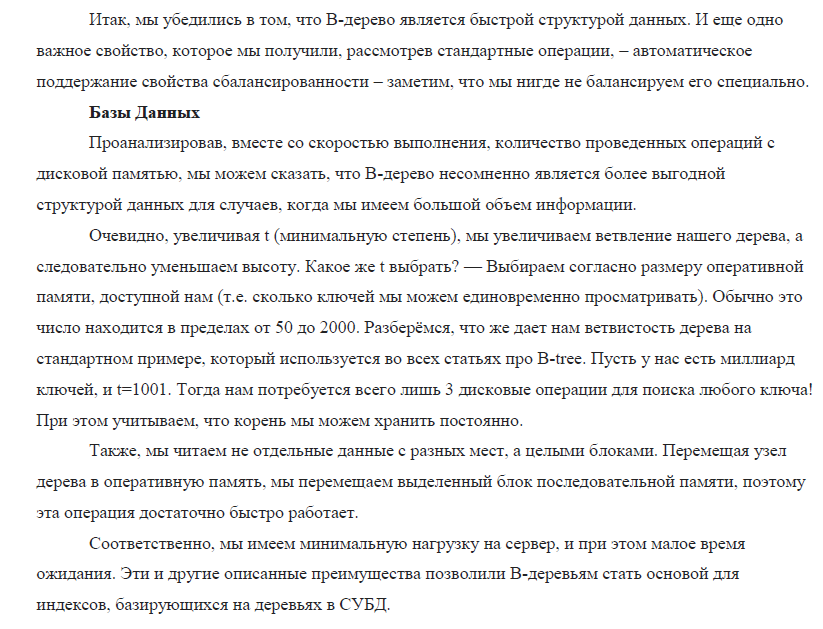 Итак, мы убедились в том, что B-дерево является быстрой структурой данных. И еще одно
важное свойство, которое мы получили, рассмотрев стандартные операции, – автоматическое
поддержание свойства сбалансированности – заметим, что мы нигде не балансируем его специально.
Базы Данных
Проанализировав, вместе со скоростью выполнения, количество проведенных операций с
дисковой памятью, мы можем сказать, что B-дерево несомненно является более выгодной
структурой данных для случаев, когда мы имеем большой объем информации.
Очевидно, увеличивая t (минимальную степень), мы увеличиваем ветвление нашего дерева, а
следовательно уменьшаем высоту. Какое же t выбрать? — Выбираем согласно размеру оперативной
памяти, доступной нам (т.е. сколько ключей мы можем единовременно просматривать). Обычно это
число находится в пределах от 50 до 2000. Разберёмся, что же дает нам ветвистость дерева на
стандартном примере, который используется во всех статьях про B-tree. Пусть у нас есть миллиард
ключей, и t=1001. Тогда нам потребуется всего лишь 3 дисковые операции для поиска любого ключа!
При этом учитываем, что корень мы можем хранить постоянно.
Также, мы читаем не отдельные данные с разных мест, а целыми блоками. Перемещая узел
дерева в оперативную память, мы перемещаем выделенный блок последовательной памяти, поэтому
эта операция достаточно быстро работает.
Соответственно, мы имеем минимальную нагрузку на сервер, и при этом малое время
ожидания. Эти и другие описанные преимущества позволили B-деревьям стать основой для
индексов, базирующихся на деревьях в СУБД.